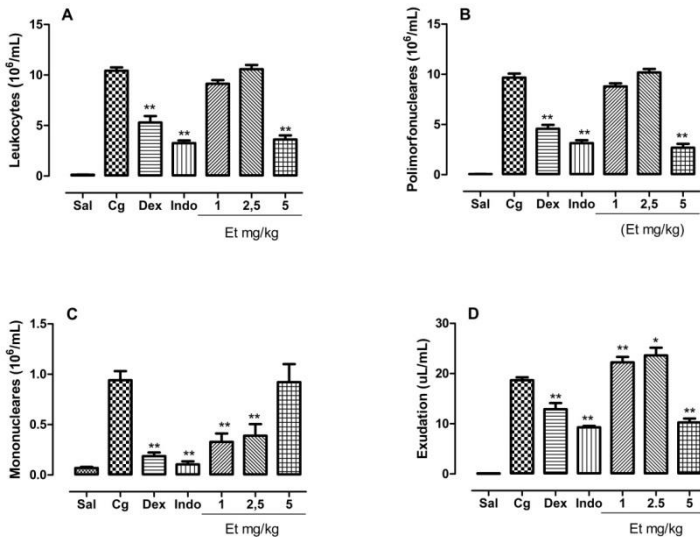 A
Leukocytes (10⁶/mL)
15
10
5
0
**
**
**
Sal Cg Dex Indo 1 2,5 5
Et mg/kg
B
Polimorfonucleares (10⁶/mL)
15
10
5
0
**
**
**
Sal Cg Dex Indo 1 2,5 5
(Et mg/kg)
C
Mononucleares (10⁶/mL)
1.5
1.0
0.5
0.0
**
**
**
**
Sal Cg Dex Indo 1 2,5 5
Et mg/kg
D
Exudation (uL/mL)
30
20
10
0
**
**
**
*
**
Sal Cg Dex Indo 1 2.5 5
Et mg/kg